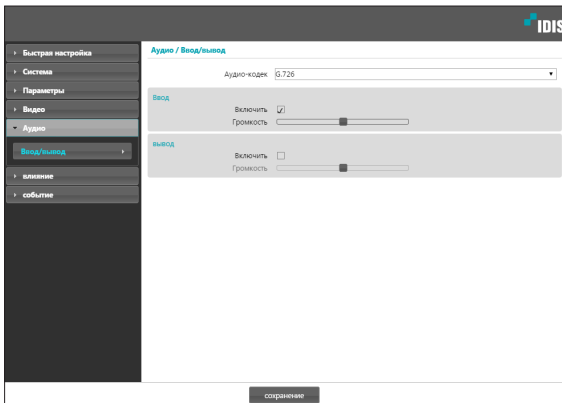 IDIS
Быстрая настройка
Система
Параметры
Видео
Аудио
Ввод/вывод
влияние
событие
Аудио / Ввод/вывод
Аудио-кодек G.726
Ввод
Включить
Громкость
вывод
Включить
Громкость
сохранение